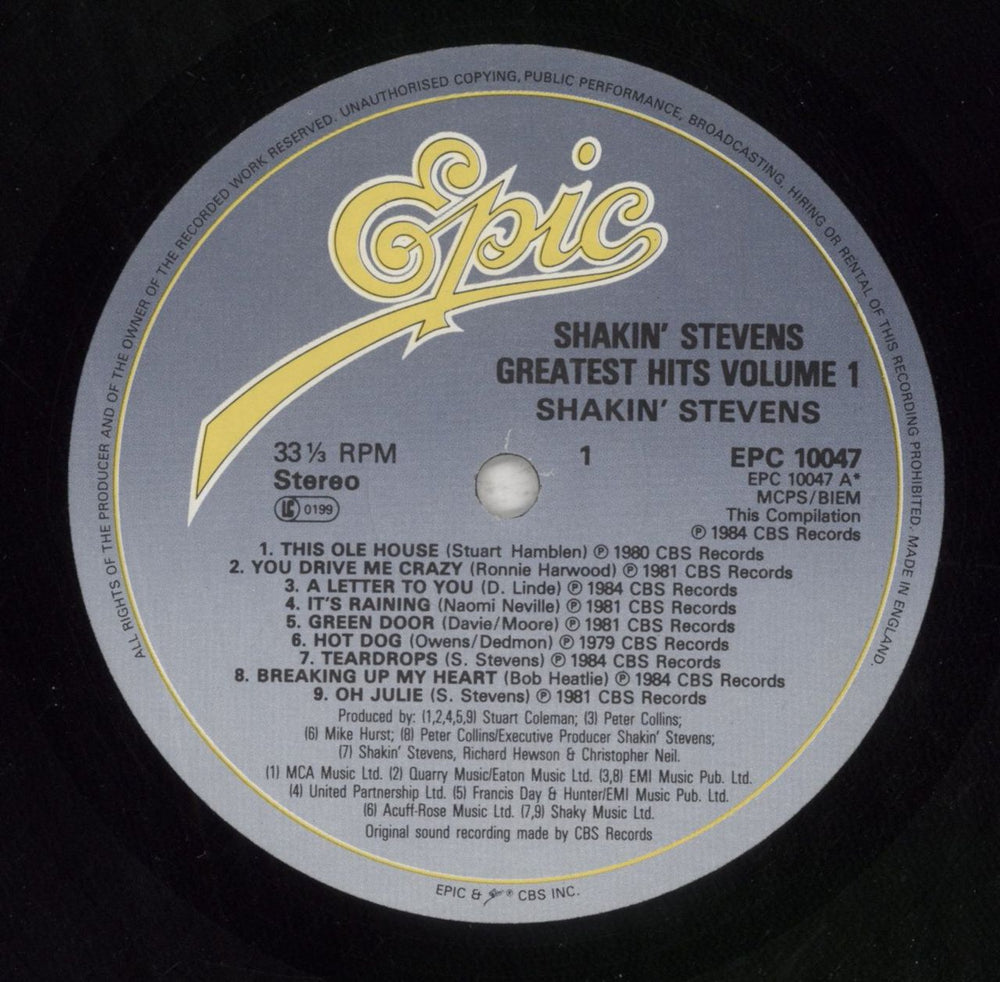 ALL RIGHTS OF THE PRODUCER AND OF THE OWNER OF THE RECORDED WORK RESERVED. UNAUTHORISED COPYING, PUBLIC PERFORMANCE, BROADCASTING, HIRING OR RENTAL OF THIS RECORDING PROHIBITED. MADE IN ENGLAND.
Epic
SHAKIN' STEVENS
GREATEST HITS VOLUME 1
SHAKIN' STEVENS
33 ⅓ RPM
Stereo
LC 0199
1
EPC 10047
EPC 10047 A*
MCPS/BIEM
This Compilation
℗ 1984 CBS Records
1. THIS OLE HOUSE (Stuart Hamblen) ℗ 1980 CBS Records
2. YOU DRIVE ME CRAZY (Ronnie Harwood) ℗ 1981 CBS Records
3. A LETTER TO YOU (D. Linde) ℗ 1984 CBS Records
4. IT'S RAINING (Naomi Neville) ℗ 1981 CBS Records
5. GREEN DOOR (Davie/Moore) ℗ 1981 CBS Records
6. HOT DOG (Owens/Dedmon) ℗ 1979 CBS Records
7. TEARDROPS (S. Stevens) ℗ 1984 CBS Records
8. BREAKING UP MY HEART (Bob Heatlie) ℗ 1984 CBS Records
9. OH JULIE (S. Stevens) ℗ 1981 CBS Records
Produced by: (1,2,4,5,9) Stuart Coleman; (3) Peter Collins;
(6) Mike Hurst; (8) Peter Collins/Executive Producer Shakin' Stevens;
(7) Shakin' Stevens, Richard Hewson & Christopher Neil.
(1) MCA Music Ltd. (2) Quarry Music/Eaton Music Ltd. (3,8) EMI Music Pub. Ltd.
(4) United Partnership Ltd. (5) Francis Day & Hunter/EMI Music Pub. Ltd.
(6) Acuff-Rose Music Ltd. (7,9) Shaky Music Ltd.
Original sound recording made by CBS Records
EPIC & Epic ® CBS INC.